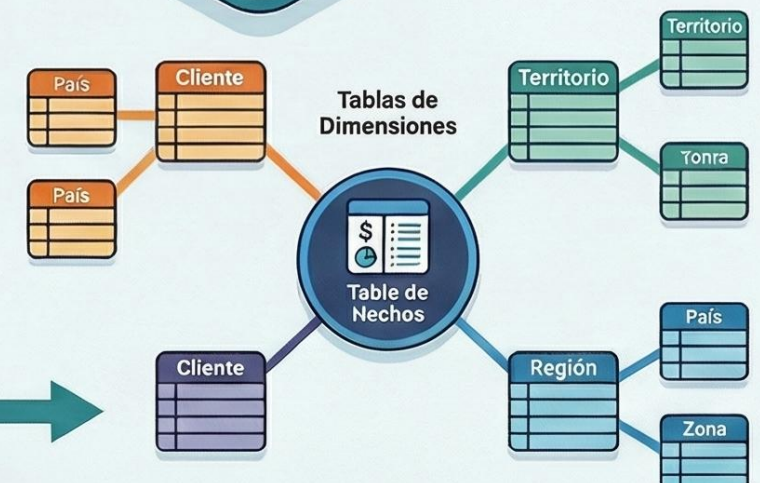 Territorio
País
Cliente
Tablas de
Dimensiones
Territorio
País
Tonra
$
Table de
Nechos
País
Cliente
Región
Zona